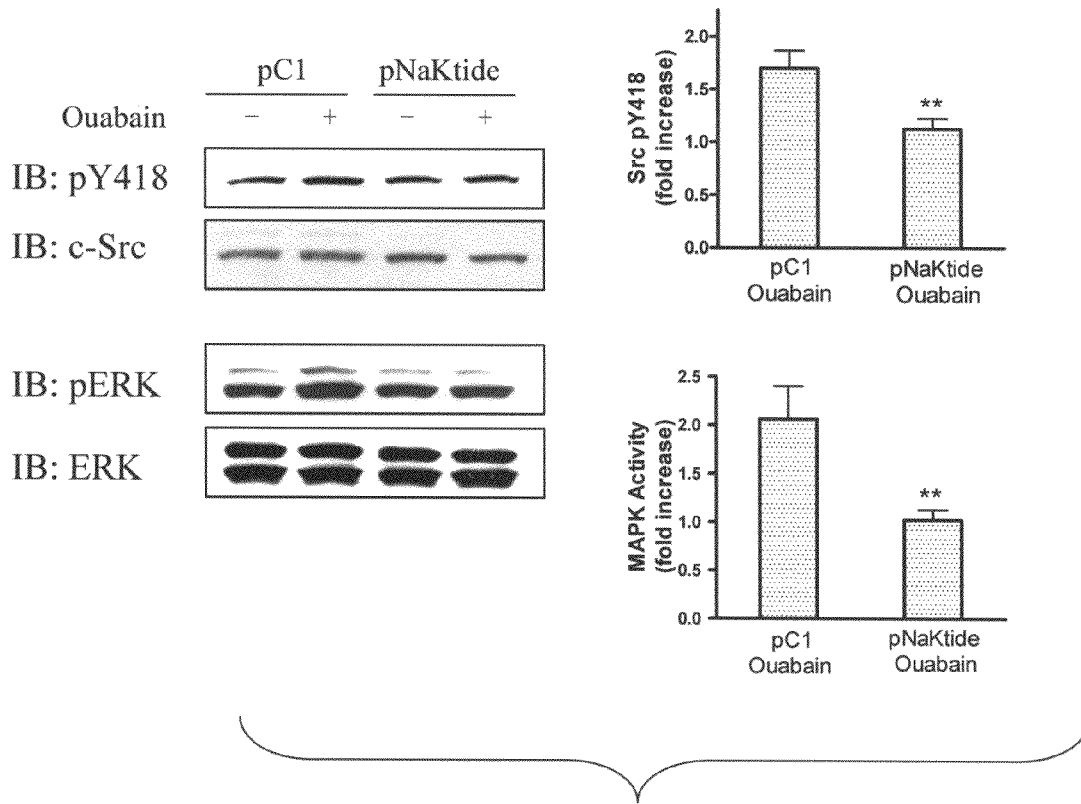 pC1 pNaKtide
Ouabain − + − +
IB: pY418
IB: c-Src
IB: pERK
IB: ERK
Src pY418
(fold increase)
2.0
1.5
1.0
0.5
0.0
**
pC1
Ouabain
pNaKtide
Ouabain
MAPK Activity
(fold increase)
2.5
2.0
1.5
1.0
0.5
0.0
**
pC1
Ouabain
pNaKtide
Ouabain